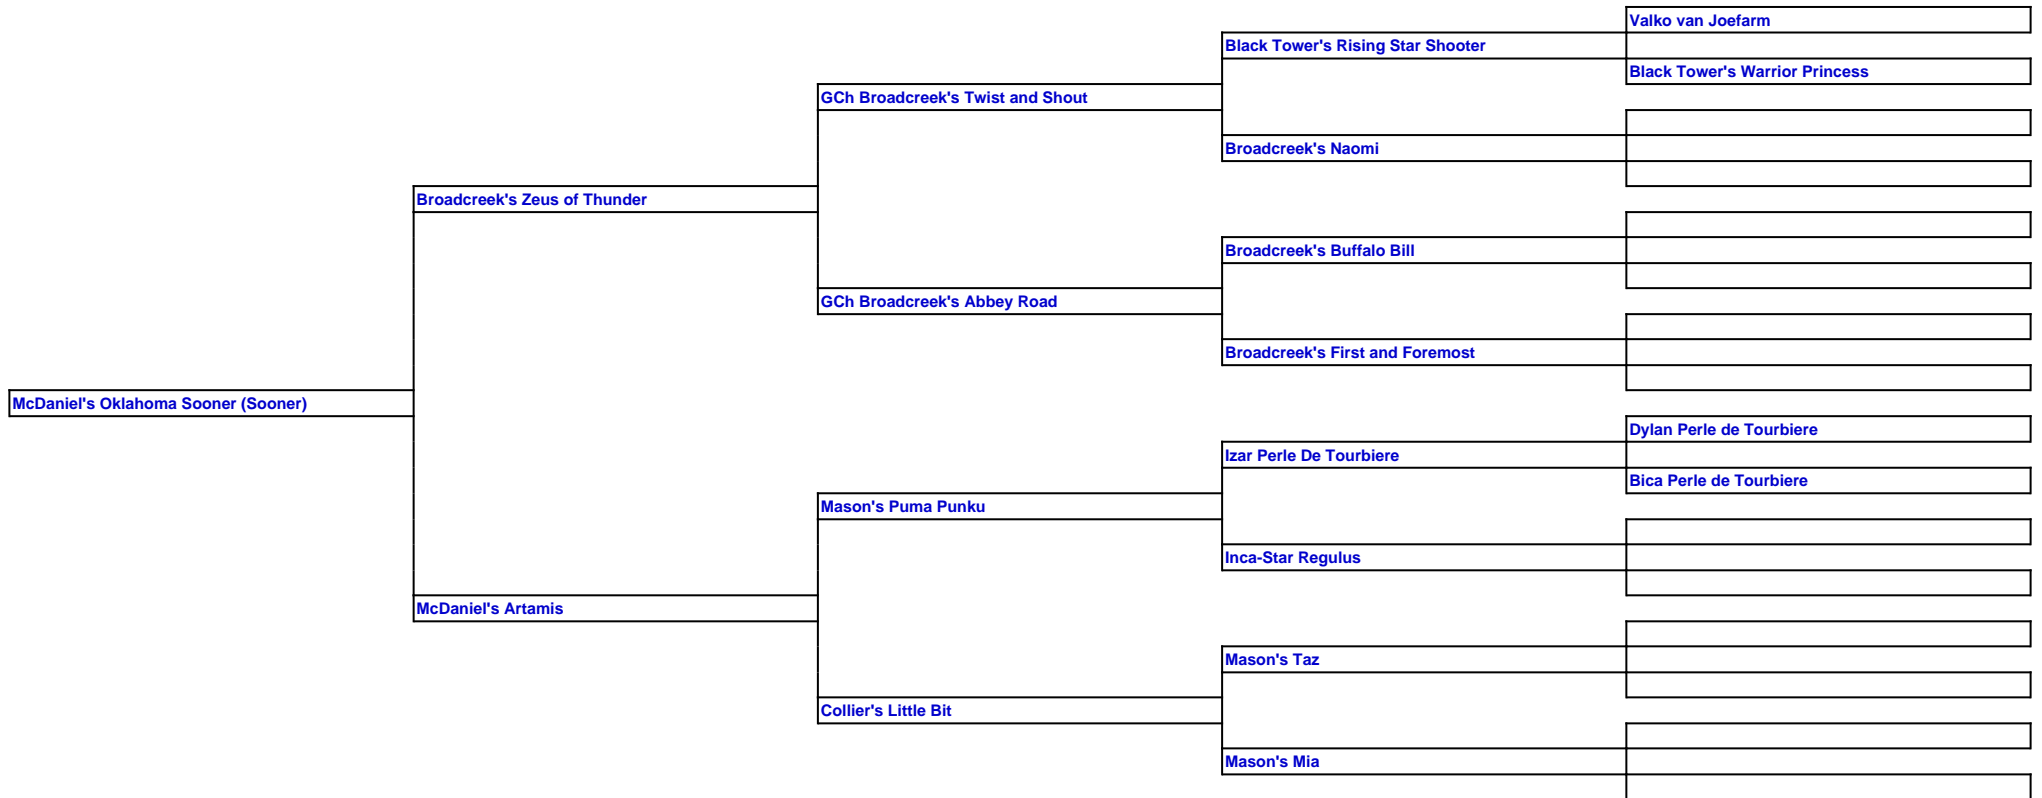 Valko van Joefarm
Black Tower's Rising Star Shooter
Black Tower's Warrior Princess
GCh Broadcreek's Twist and Shout
Broadcreek's Naomi
Broadcreek's Zeus of Thunder
Broadcreek's Buffalo Bill
GCh Broadcreek's Abbey Road
Broadcreek's First and Foremost
McDaniel's Oklahoma Sooner (Sooner)
Dylan Perle de Tourbiere
Izar Perle De Tourbiere
Bica Perle de Tourbiere
Mason's Puma Punku
Inca-Star Regulus
McDaniel's Artamis
Mason's Taz
Collier's Little Bit
Mason's Mia